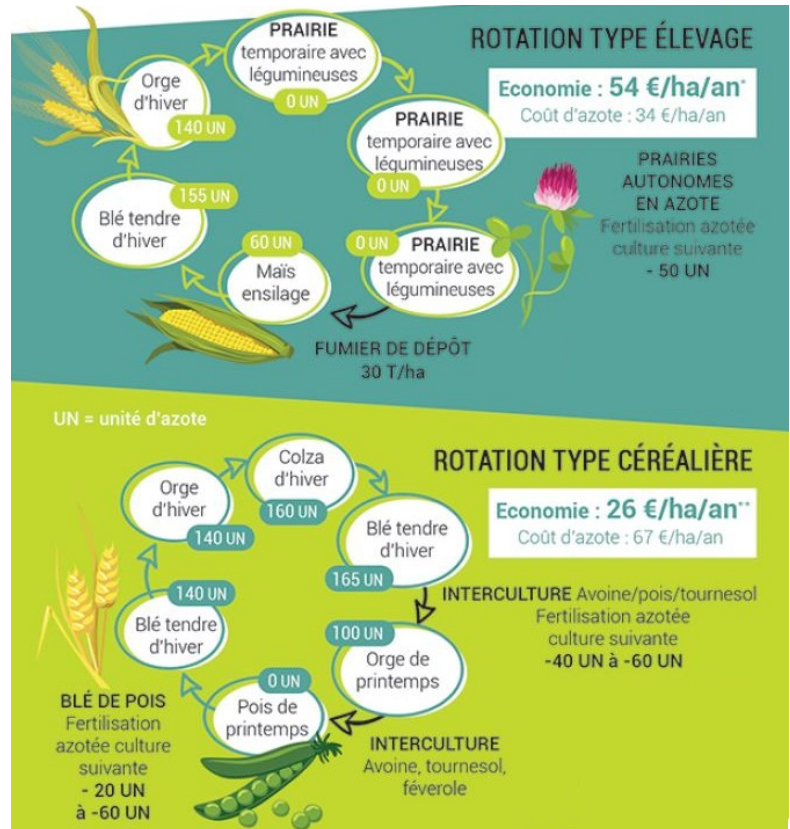 ROTATION TYPE ÉLEVAGE
Economie : 54 €/ha/an*
Coût d'azote : 34 €/ha/an
PRAIRIE
temporaire avec
légumineuses
0 UN
PRAIRIE
temporaire avec
légumineuses
0 UN
0 UN
PRAIRIE
temporaire avec
légumineuses
PRAIRIES
AUTONOMES
EN AZOTE
Fertilisation azotée
culture suivante
- 50 UN
FUMIER DE DÉPÔT
30 T/ha
60 UN
Maïs
ensilage
155 UN
Blé tendre
d'hiver
Orge
d'hiver
140 UN
UN = unité d'azote
ROTATION TYPE CÉRÉALIÈRE
Economie : 26 €/ha/an**
Coût d'azote : 67 €/ha/an
Colza
d'hiver
160 UN
Blé tendre
d'hiver
165 UN
INTERCULTURE Avoine/pois/tournesol
Fertilisation azotée
culture suivante
-40 UN à -60 UN
100 UN
Orge de
printemps
INTERCULTURE
Avoine, tournesol,
féverole
0 UN
Pois de
printemps
BLÉ DE POIS
Fertilisation
azotée culture
suivante
- 20 UN
à -60 UN
140 UN
Blé tendre
d'hiver
Orge
d'hiver
140 UN